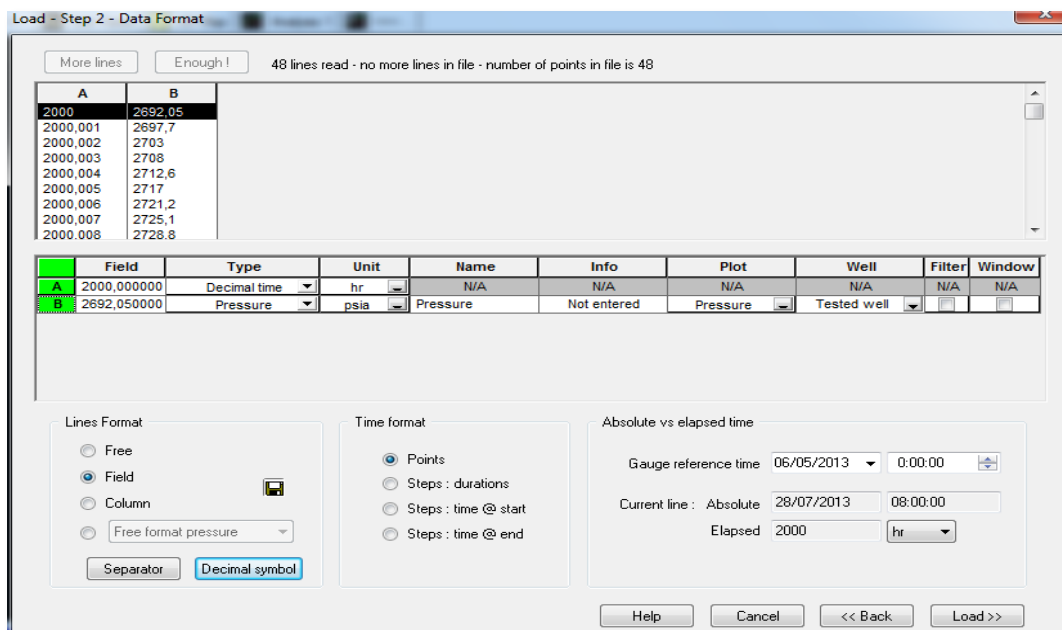 Load - Step 2 - Data Format
More lines Enough ! 48 lines read - no more lines in file - number of points in file is 48
A B
2000 2692,05
2000,001 2697,7
2000,002 2703
2000,003 2708
2000,004 2712,6
2000,005 2717
2000,006 2721,2
2000,007 2725,1
2000,008 2728,8
Field Type Unit Name Info Plot Well Filter Window
A 2000,000000 Decimal time hr N/A N/A N/A N/A N/A N/A
B 2692,050000 Pressure psia Pressure Not entered Pressure Tested well
Lines Format
Free
Field
Column
Free format pressure
Separator Decimal symbol
Time format
Points
Steps : durations
Steps : time @ start
Steps : time @ end
Absolute vs elapsed time
Gauge reference time 06/05/2013 0:00:00
Current line : Absolute 28/07/2013 08:00:00
Elapsed 2000 hr
Help Cancel << Back Load >>